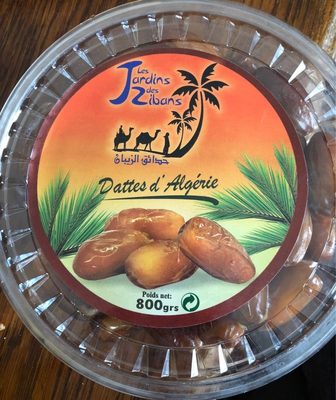 Les
Jardins
des
Zibans
حدائق الزيبان
Dattes d'Algérie
Poids net:
800grs